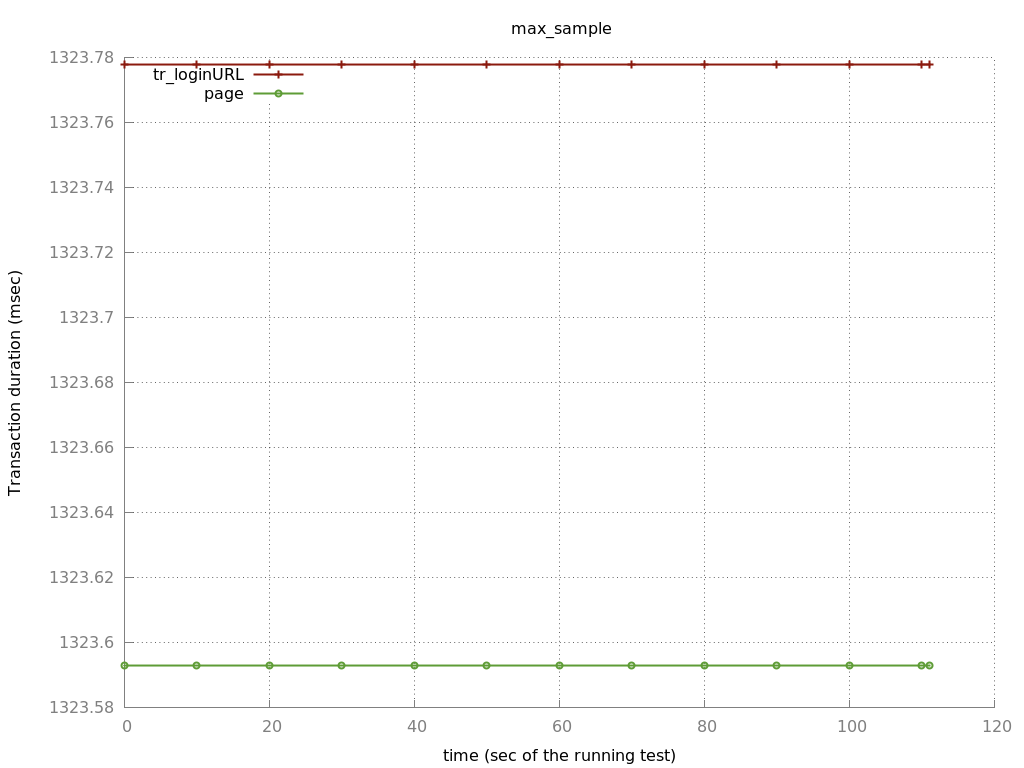 max_sample
1323.78
tr_loginURL
page
1323.76
1323.74
1323.72
1323.7
1323.68
1323.66
1323.64
1323.62
1323.6
1323.58
Transaction duration (msec)
0 20 40 60 80 100 120
time (sec of the running test)